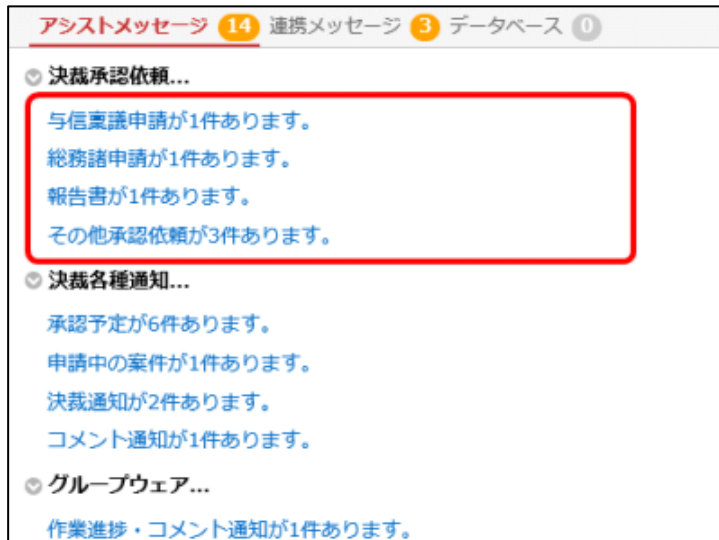 アシストメッセージ 14 連携メッセージ 3 データベース 0
決裁承認依頼...
与信稟議申請が1件あります。
総務諸申請が1件あります。
報告書が1件あります。
その他承認依頼が3件あります。
決裁各種通知...
承認予定が6件あります。
申請中の案件が1件あります。
決裁通知が2件あります。
コメント通知が1件あります。
グループウェア...
作業進捗・コメント通知が1件あります。